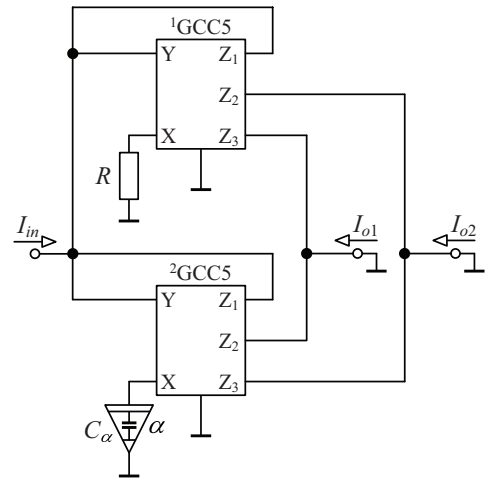 ¹GCC5
Y Z₁
Z₂
X Z₃
R
I_in I_o1 I_o2
²GCC5
Y Z₁
Z₂
X Z₃
C_α α